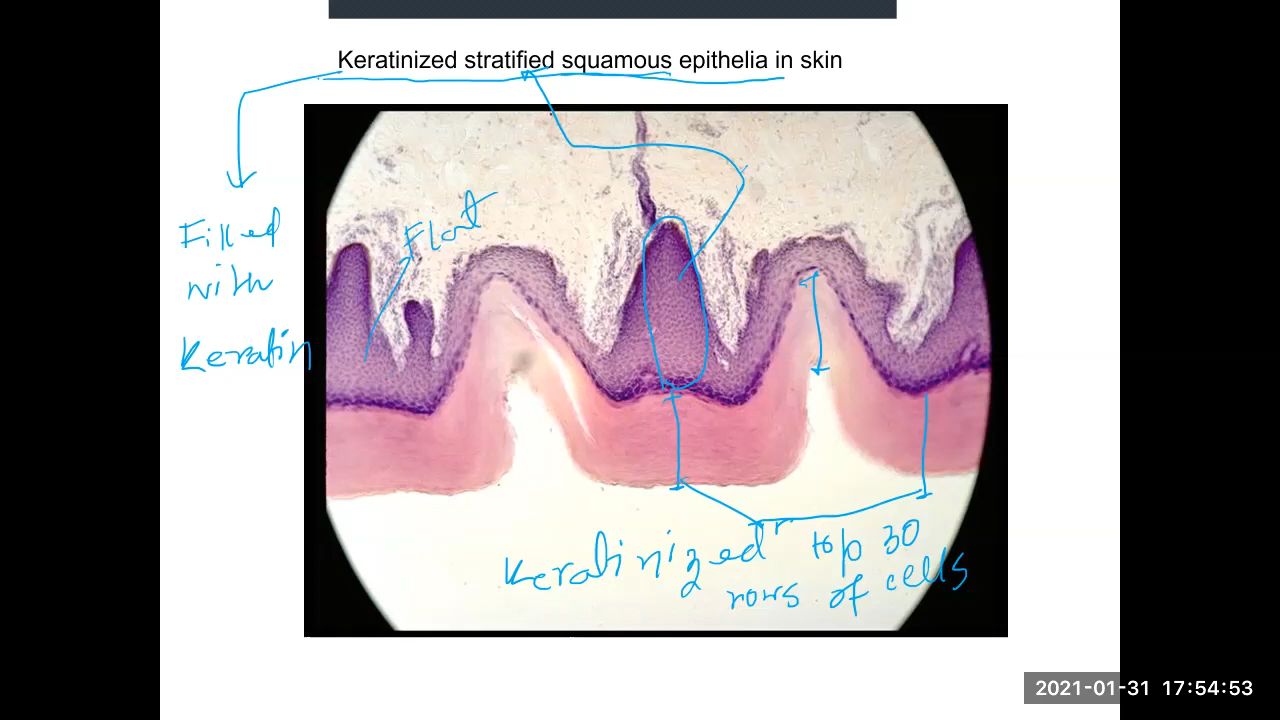 Keratinized stratified squamous epithelia in skin
Flat
Filled
with
Keratin
Keratinized top 30
rows of cells
2021-01-31 17:54:53